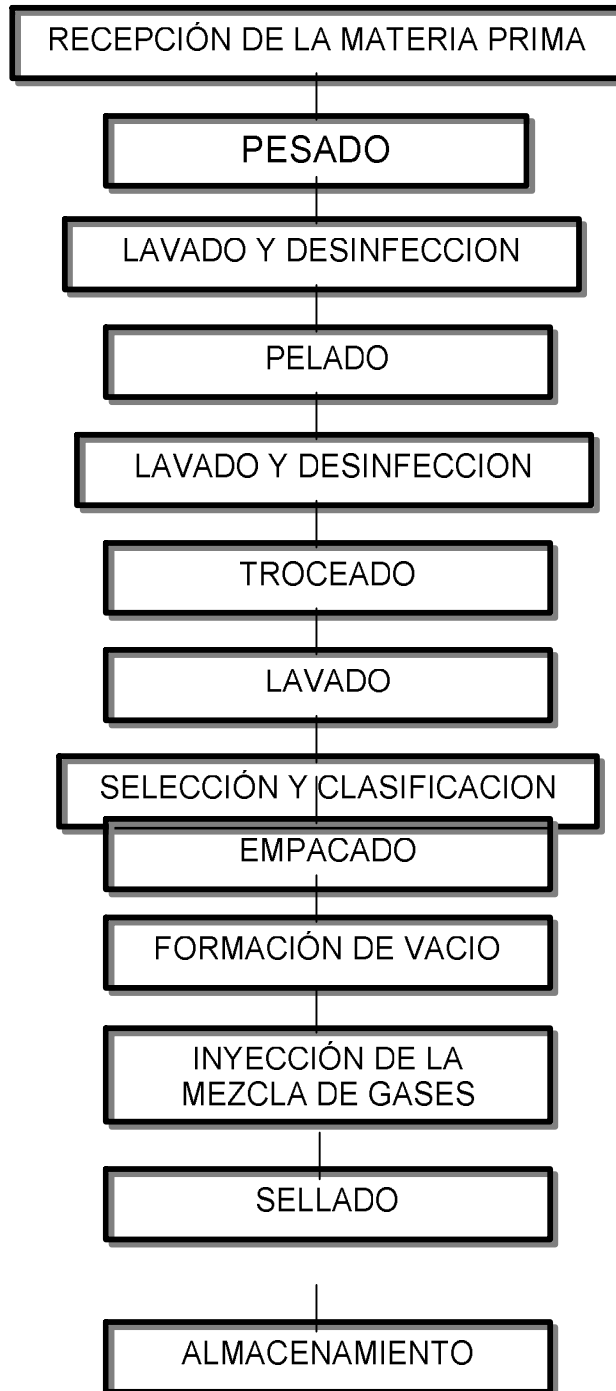 RECEPCIÓN DE LA MATERIA PRIMA
PESADO
LAVADO Y DESINFECCION
PELADO
LAVADO Y DESINFECCION
TROCEADO
LAVADO
SELECCIÓN Y CLASIFICACION
EMPACADO
FORMACIÓN DE VACIO
INYECCIÓN DE LA
MEZCLA DE GASES
SELLADO
ALMACENAMIENTO